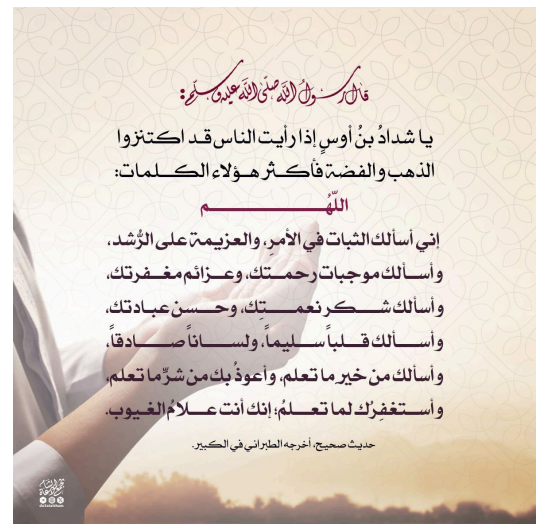 قال رسول الله صلى الله عليه وسلم:
يا شدادُ بنُ أوسٍ إذا رأيت الناس قد اكتنزوا
الذهب والفضة فأكثر هؤلاء الكلمات:
اللّهُم
إني أسألك الثبات في الأمرِ، والعزيمة على الرُّشد،
وأسألك موجبات رحمتك، وعزائم مغفرتك،
وأسألك شكر نعمتِك، وحسن عبادتك،
وأسألك قلباً سليماً، ولساناً صادقاً،
وأسألك من خيرِ ما تعلم، وأعوذُ بك من شرِّ ما تعلم،
وأستغفِرُك لما تعلمُ؛ إنك أنت علامُ الغيوب.
حديث صحيح، أخرجه الطبراني في الكبير.